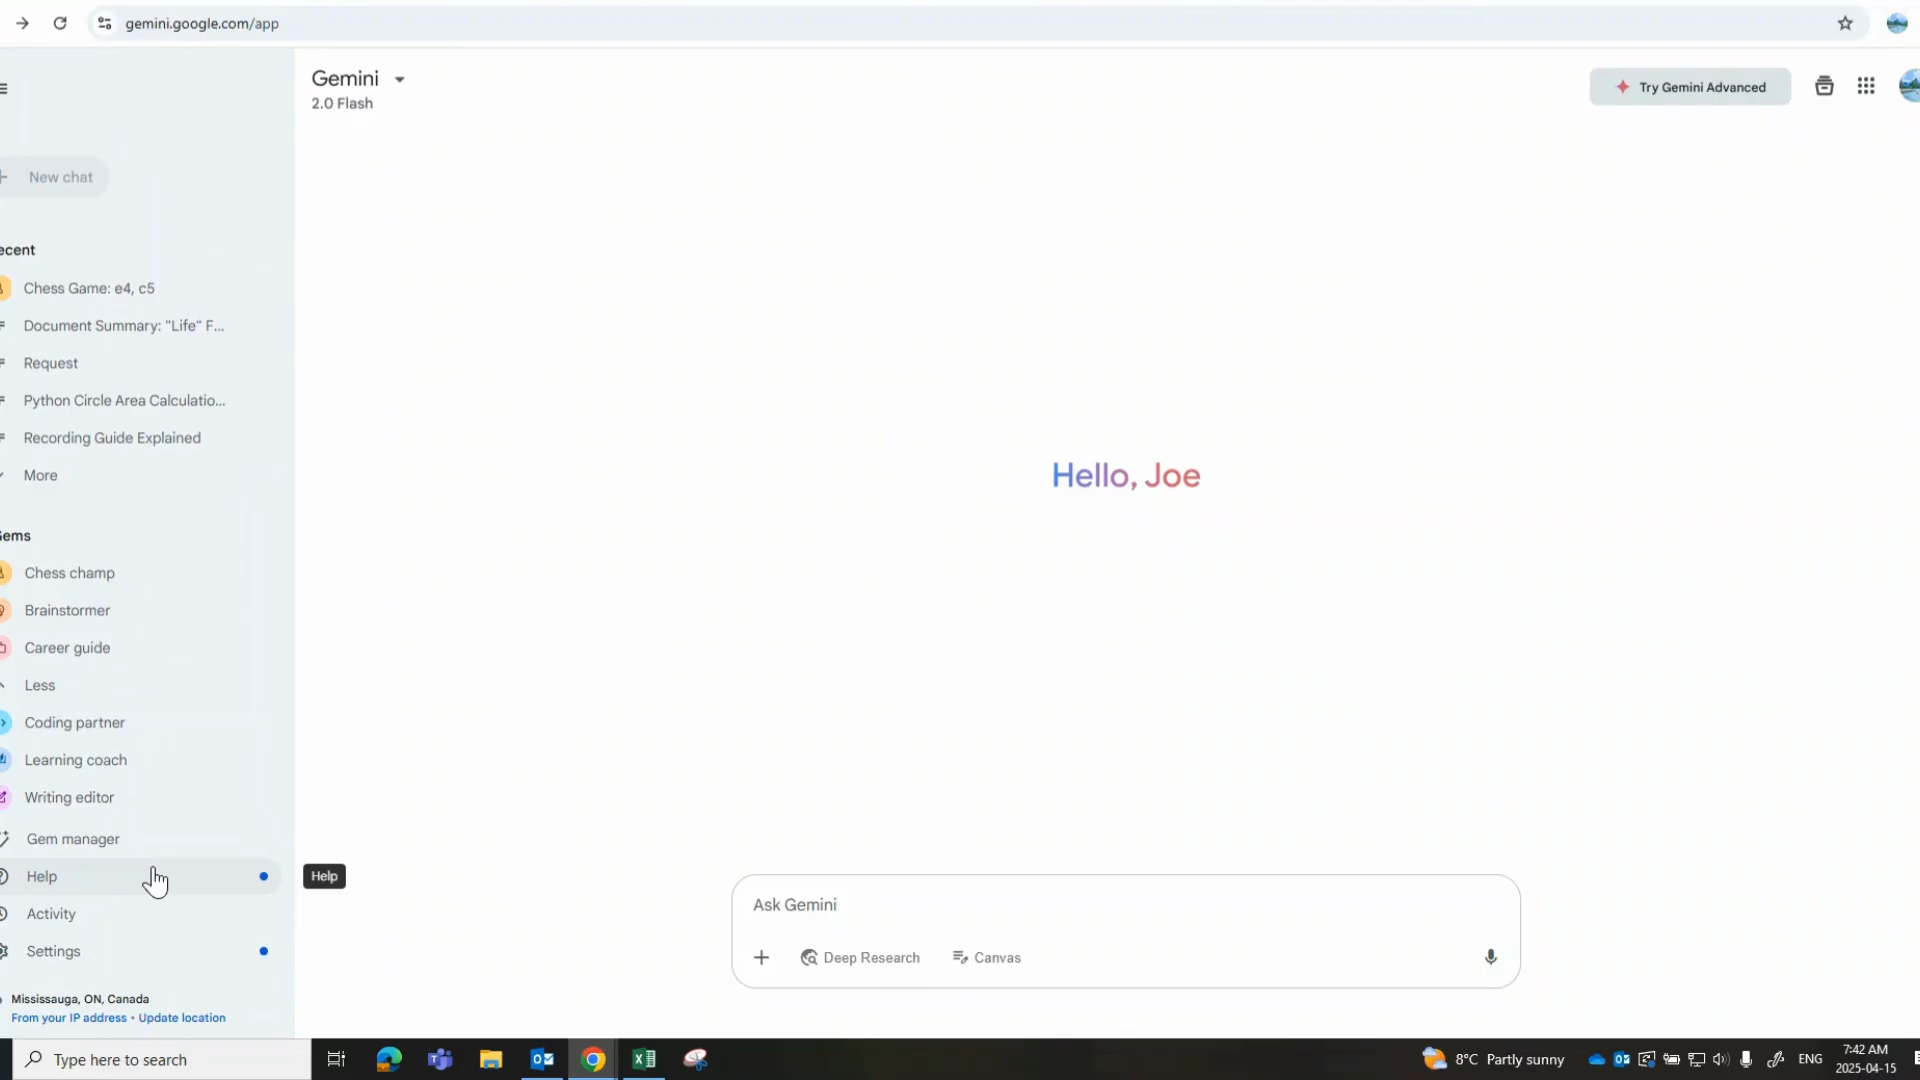 gemini.google.com/app
Gemini
2.0 Flash
Try Gemini Advanced
New chat
ecent
Chess Game: e4, c5
Document Summary: "Life" F...
Request
Python Circle Area Calculatio...
Recording Guide Explained
More
Hello, Joe
ems
Chess champ
Brainstormer
Career guide
Less
Coding partner
Learning coach
Writing editor
Gem manager
Help
Help
Activity
Settings
Ask Gemini
Deep Research
Canvas
Mississauga, ON, Canada
From your IP address • Update location
Type here to search
8°C Partly sunny
ENG
7:42 AM
2025-04-15